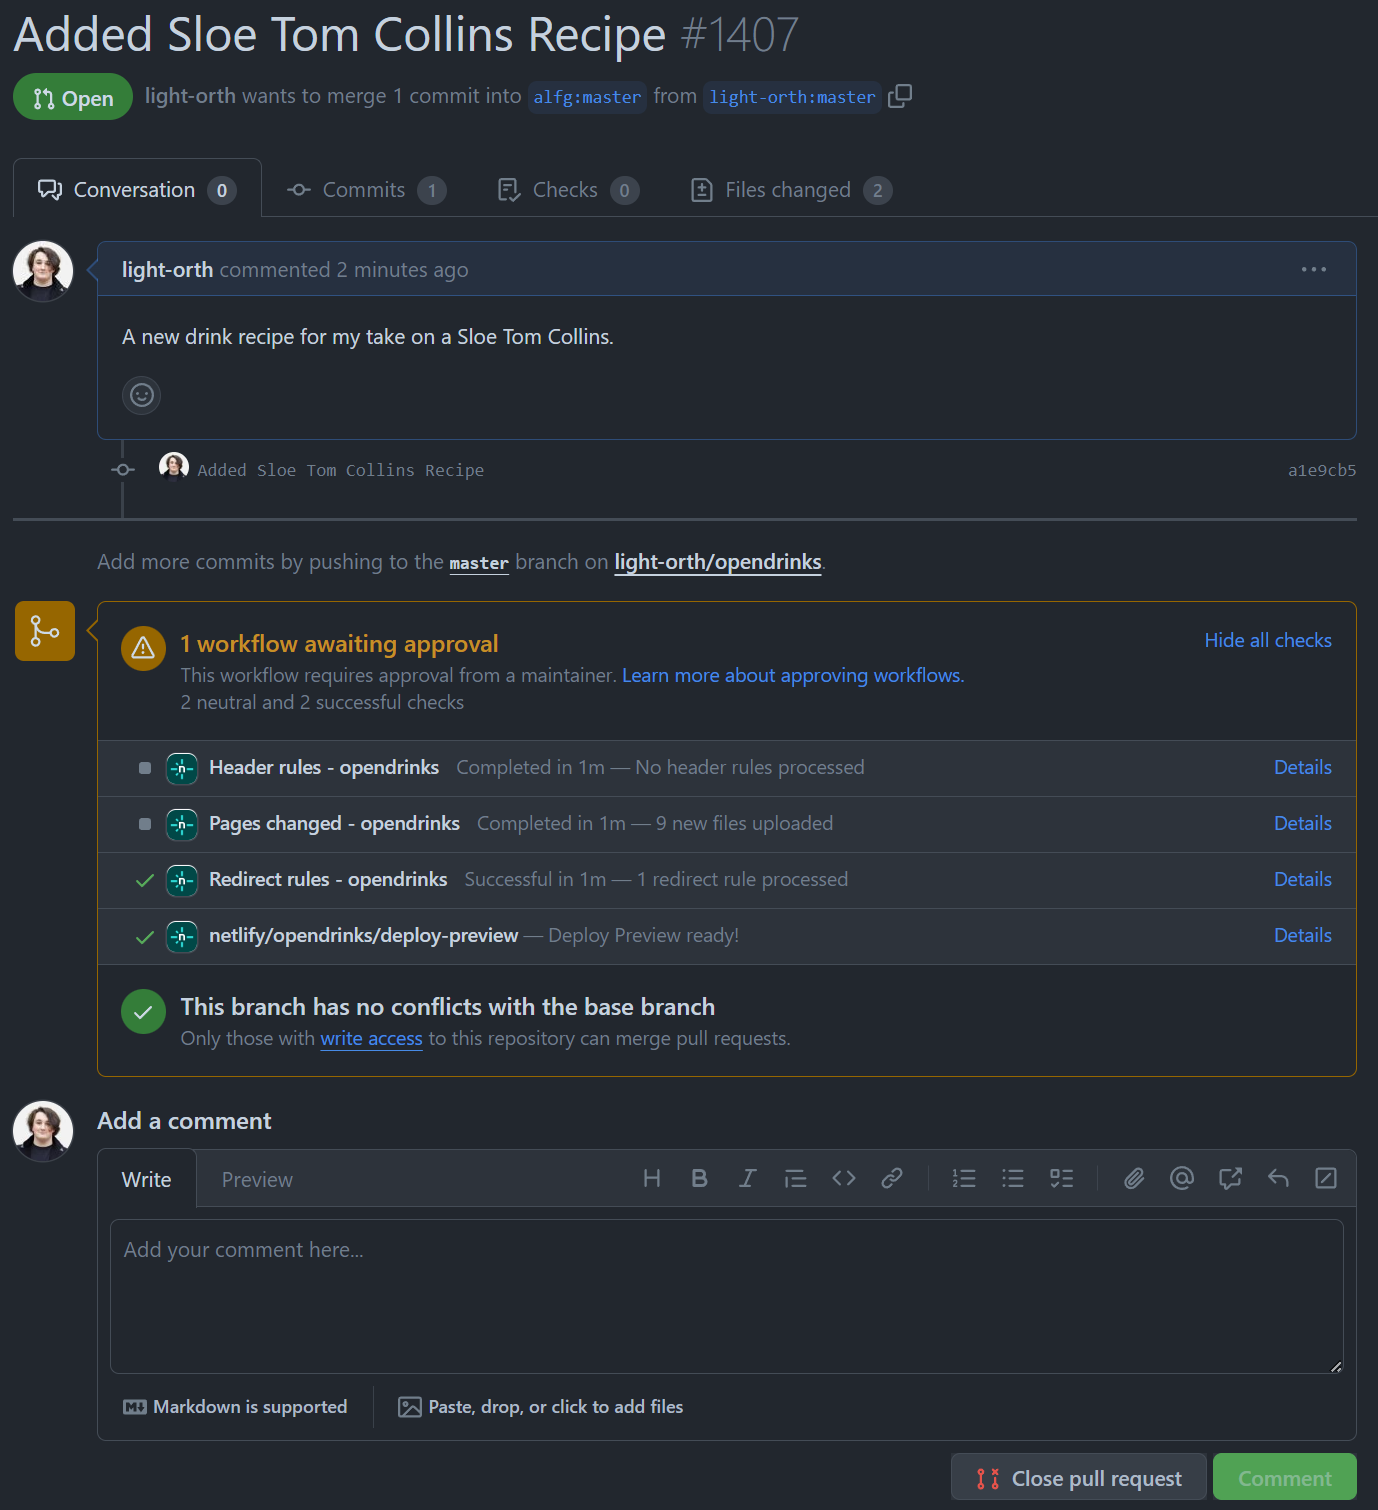 Added Sloe Tom Collins Recipe #1407
Open light-orth wants to merge 1 commit into alfg:master from light-orth:master
Conversation 0 Commits 1 Checks 0 Files changed 2
light-orth commented 2 minutes ago
A new drink recipe for my take on a Sloe Tom Collins.
Added Sloe Tom Collins Recipe a1e9cb5
Add more commits by pushing to the master branch on light-orth/opendrinks.
1 workflow awaiting approval Hide all checks
This workflow requires approval from a maintainer. Learn more about approving workflows.
2 neutral and 2 successful checks
Header rules - opendrinks Completed in 1m — No header rules processed Details
Pages changed - opendrinks Completed in 1m — 9 new files uploaded Details
Redirect rules - opendrinks Successful in 1m — 1 redirect rule processed Details
netlify/opendrinks/deploy-preview — Deploy Preview ready! Details
This branch has no conflicts with the base branch
Only those with write access to this repository can merge pull requests.
Add a comment
Write Preview
Add your comment here...
Markdown is supported Paste, drop, or click to add files
Close pull request Comment